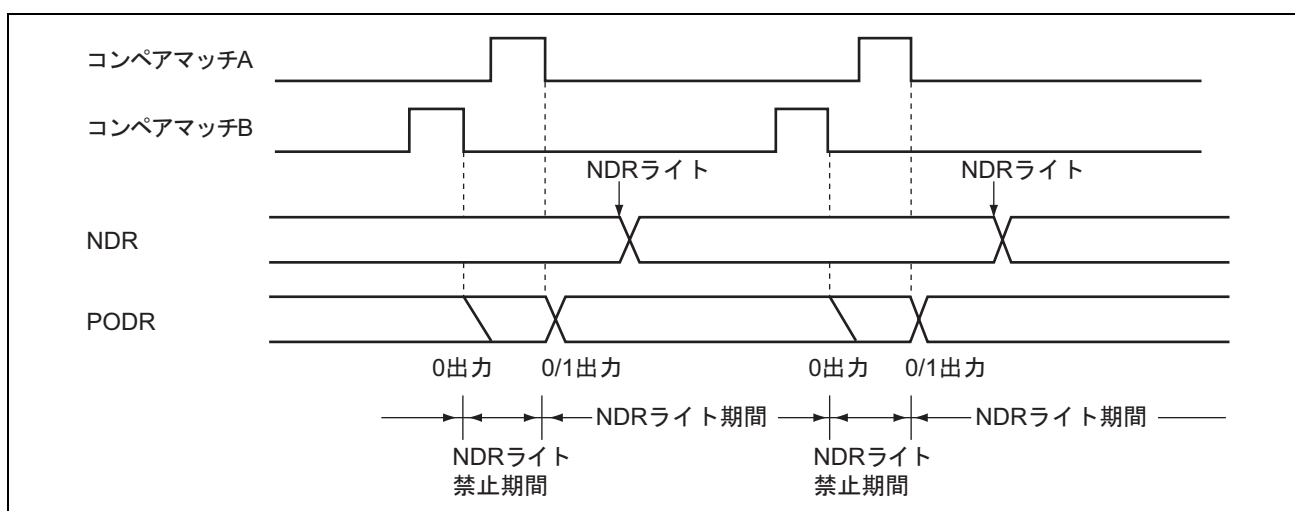 コンペアマッチA
コンペアマッチB
NDRライト NDRライト
NDR
PODR
0出力 0/1出力 0出力 0/1出力
NDRライト期間 NDRライト期間
NDRライト NDRライト
禁止期間 禁止期間